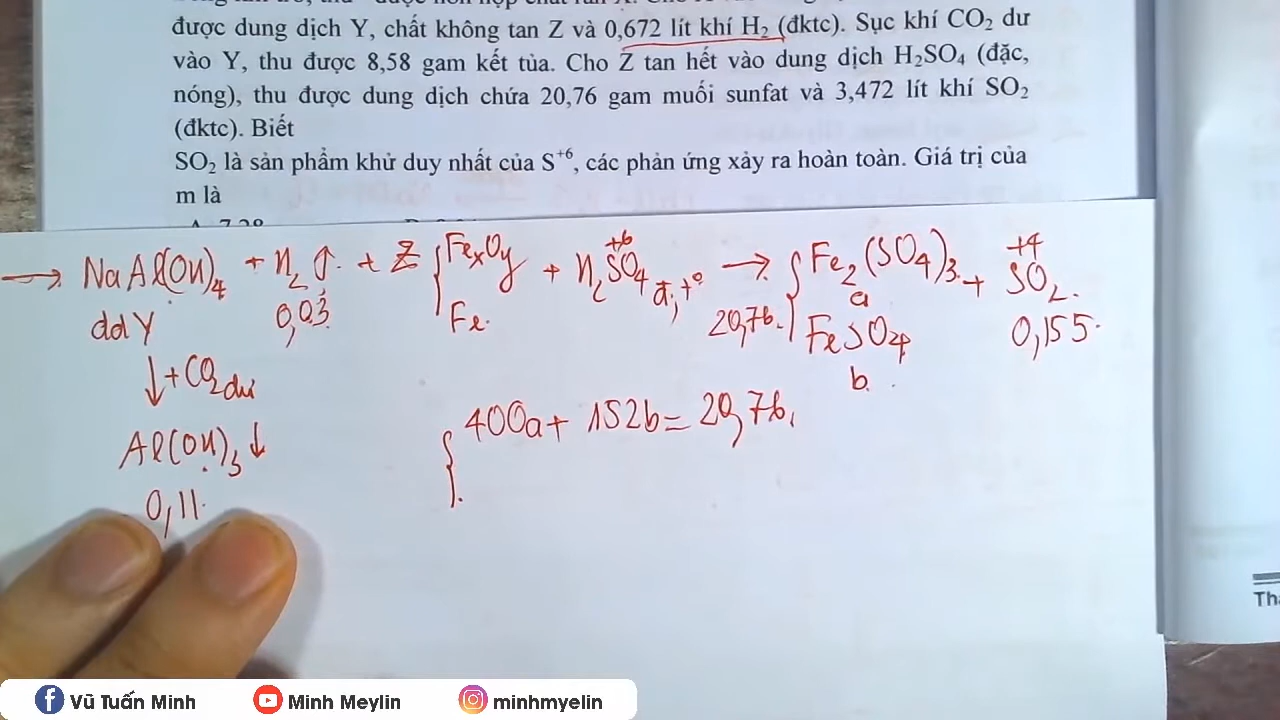 được dung dịch Y, chất không tan Z và 0,672 lít khí H₂ (đktc). Sục khí CO₂ dư
vào Y, thu được 8,58 gam kết tủa. Cho Z tan hết vào dung dịch H₂SO₄ (đặc,
nóng), thu được dung dịch chứa 20,76 gam muối sunfat và 3,472 lít khí SO₂
(đktc). Biết
SO₂ là sản phẩm khử duy nhất của S⁺⁶, các phản ứng xảy ra hoàn toàn. Giá trị của
m là
→ NaAl(OH)₄ + H₂ ↑ + Z { FexOy + H₂SO₄ đ, t° → { Fe₂(SO₄)₃ + SO₂
+6 +4
ddY 0,03 Fe 20,76 a FeSO₄ 0,155
↓ +CO₂ dư b
Al(OH)₃ ↓ { 400a + 152b = 20,76
0,11
Th
Vũ Tuấn Minh Minh Meylin minhmyelin